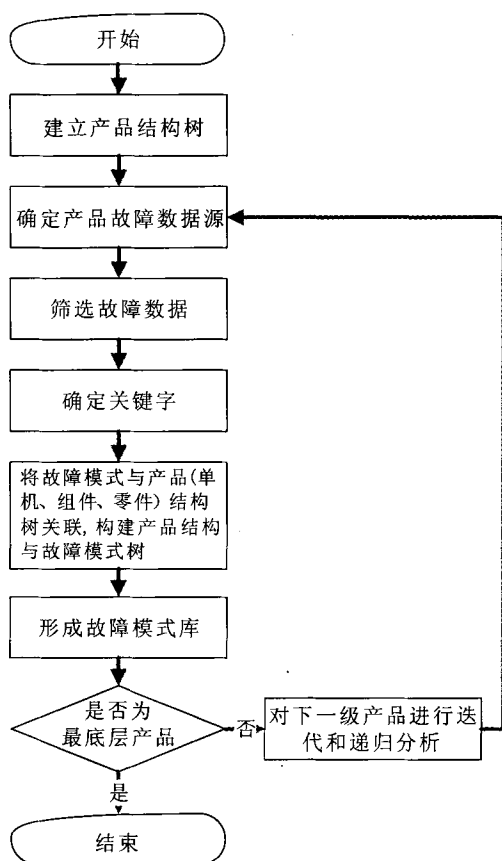 开始
建立产品结构树
确定产品故障数据源
筛选故障数据
确定关键字
将故障模式与产品(单
机、组件、零件)结构
树关联,构建产品结构
与故障模式树
形成故障模式库
是否为
最底层产品
否
对下一级产品进行迭
代和递归分析
是
结束